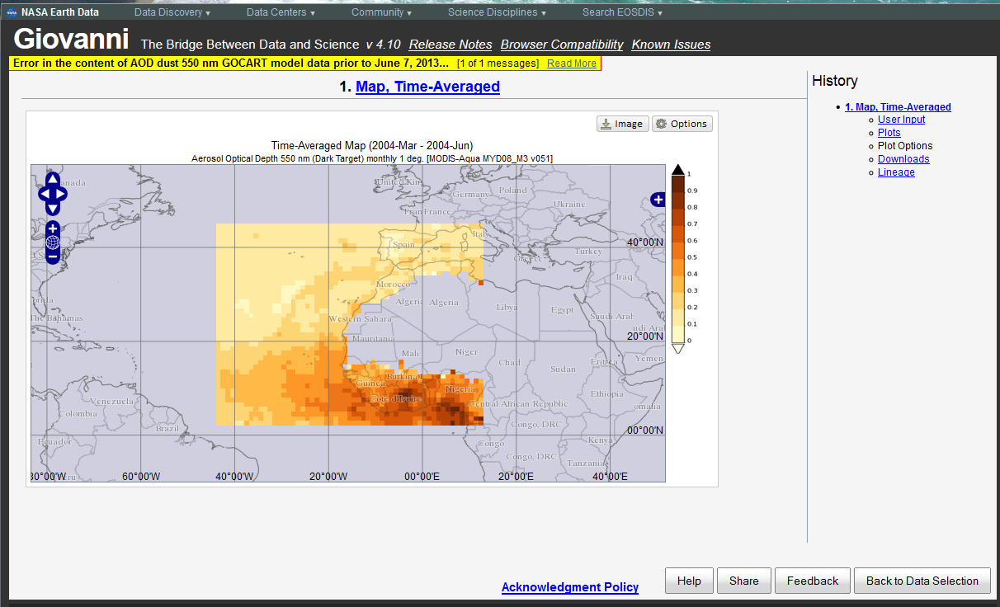 NASA Earth Data Data Discovery ▾ Data Centers ▾ Community ▾ Science Disciplines ▾ Search EOSDIS ▾
Giovanni The Bridge Between Data and Science v 4.10 Release Notes Browser Compatibility Known Issues
Error in the content of AOD dust 550 nm GOCART model data prior to June 7, 2013... [1 of 1 messages] Read More
1. Map, Time-Averaged
Image Options
Time-Averaged Map (2004-Mar - 2004-Jun)
Aerosol Optical Depth 550 nm (Dark Target) monthly 1 deg. [MODIS-Aqua MYD08_M3 v051]
anada
United Kin
Germany
Poland
Ukraine
Fran France
Italy
Spain
40°00'N
d St
Greece
Turkey
Morocco
Iraq
Algeri Algeria
Libya
Egypt
rida
The Bahamas
Western Sahara
Saudi Arab
udi Ara
20°00'N
Mauritania
Mali
Niger
Chad
Sudan
Eritrea
Yemen
Burkina
Guinea
Nigeria
Cote d'Ivoire
Central African Republic
Ethiopia
omalia
Venezuela
Colombia
Brazil
Congo, DRC
00°00'N
Ecuador
Congo
Kenya
Congo, DRC
Tanzania
eru
80°00'W 60°00'W 40°00'W 20°00'W 00°00'E 20°00'E 40°00'E
1
0.9
0.8
0.7
0.6
0.5
0.4
0.3
0.2
0.1
0
History
1. Map, Time-Averaged
User Input
Plots
Plot Options
Downloads
Lineage
Acknowledgment Policy
Help Share Feedback Back to Data Selection